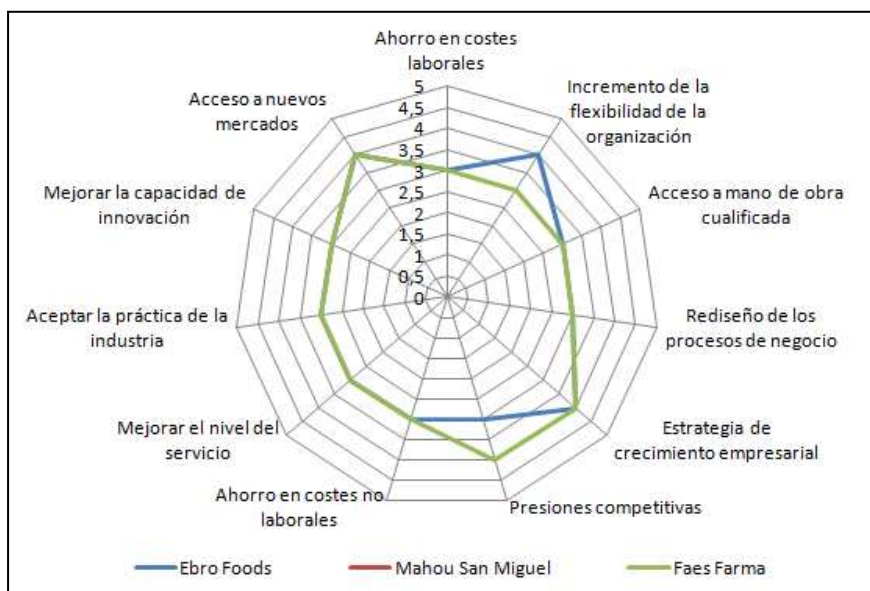 Ahorro en costes
laborales
Incremento de la
flexibilidad de la
organización
Acceso a mano de obra
cualificada
Rediseño de los
procesos de negocio
Estrategia de
crecimiento empresarial
Presiones competitivas
Ahorro en costes no
laborales
Mejorar el nivel del
servicio
Aceptar la práctica de la
industria
Mejorar la capacidad de
innovación
Acceso a nuevos
mercados
5
4,5
4
3,5
3
2,5
2
1,5
1
0,5
0
Ebro Foods
Mahou San Miguel
Faes Farma